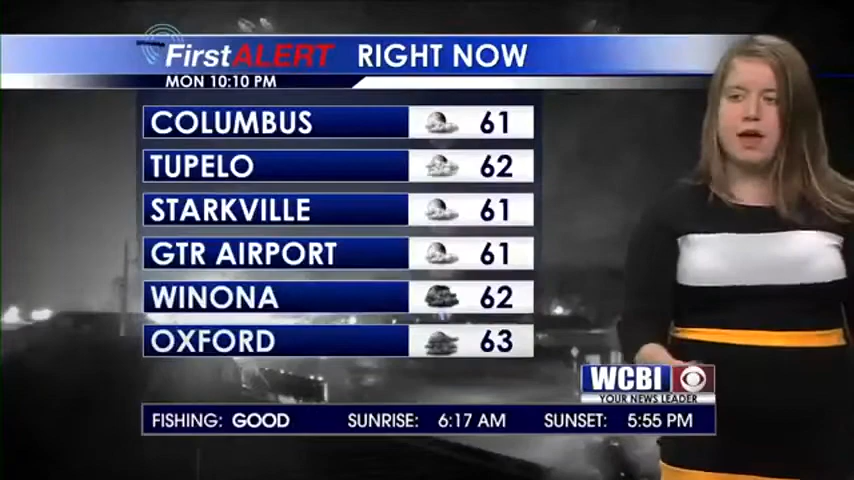 FirstALERT RIGHT NOW
MON 10:10 PM
COLUMBUS 61
TUPELO 62
STARKVILLE 61
GTR AIRPORT 61
WINONA 62
OXFORD 63
WCBI
YOUR NEWS LEADER
FISHING: GOOD SUNRISE: 6:17 AM SUNSET: 5:55 PM